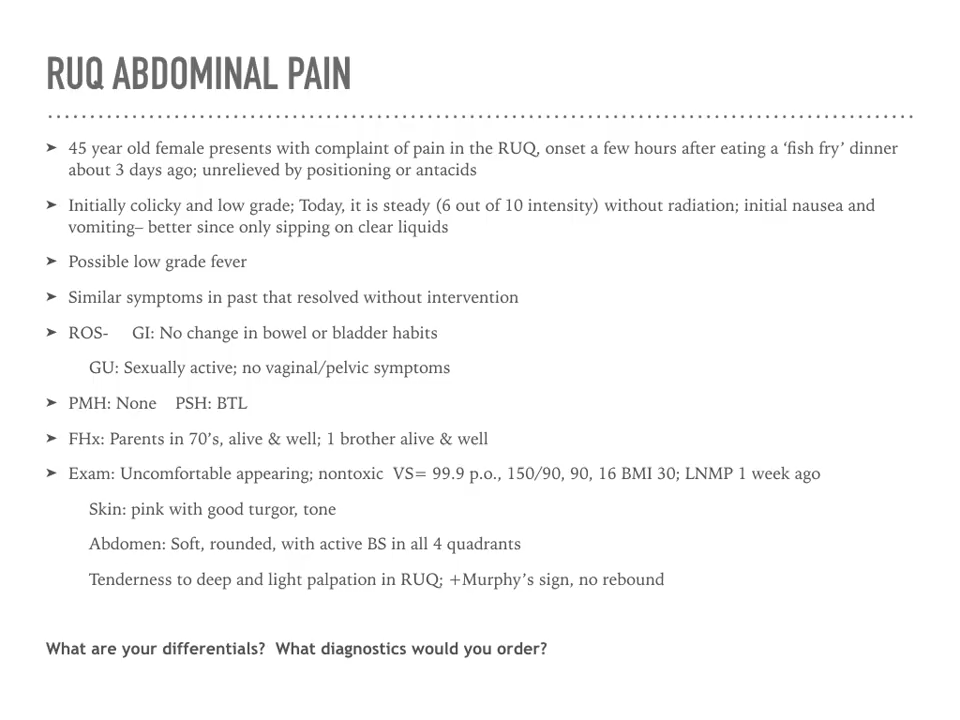 RUQ ABDOMINAL PAIN
➤ 45 year old female presents with complaint of pain in the RUQ, onset a few hours after eating a ‘fish fry’ dinner
about 3 days ago; unrelieved by positioning or antacids
➤ Initially colicky and low grade; Today, it is steady (6 out of 10 intensity) without radiation; initial nausea and
vomiting– better since only sipping on clear liquids
➤ Possible low grade fever
➤ Similar symptoms in past that resolved without intervention
➤ ROS- GI: No change in bowel or bladder habits
GU: Sexually active; no vaginal/pelvic symptoms
➤ PMH: None PSH: BTL
➤ FHx: Parents in 70’s, alive & well; 1 brother alive & well
➤ Exam: Uncomfortable appearing; nontoxic VS= 99.9 p.o., 150/90, 90, 16 BMI 30; LNMP 1 week ago
Skin: pink with good turgor, tone
Abdomen: Soft, rounded, with active BS in all 4 quadrants
Tenderness to deep and light palpation in RUQ; +Murphy’s sign, no rebound
What are your differentials? What diagnostics would you order?